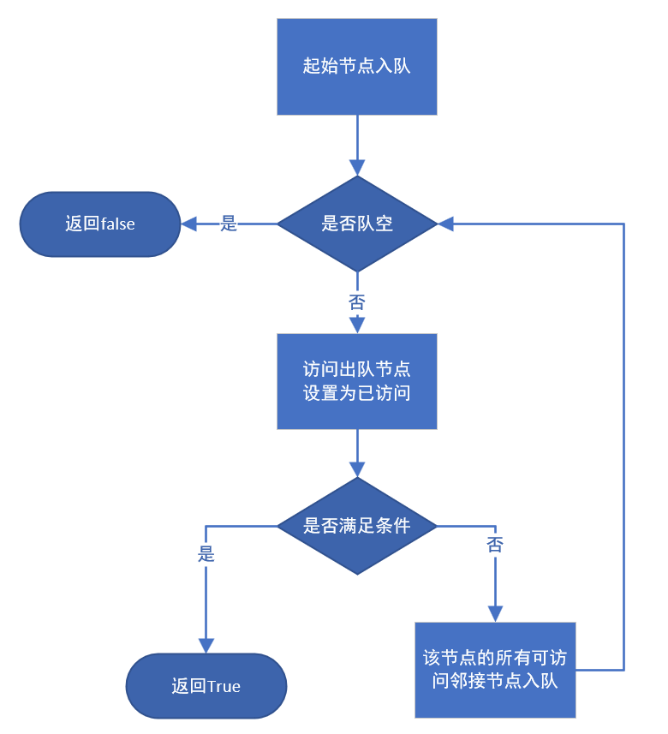 起始节点入队
是否队空
是
返回false
否
访问出队节点
设置为已访问
是否满足条件
是
否
返回True
该节点的所有可访
问邻接节点入队